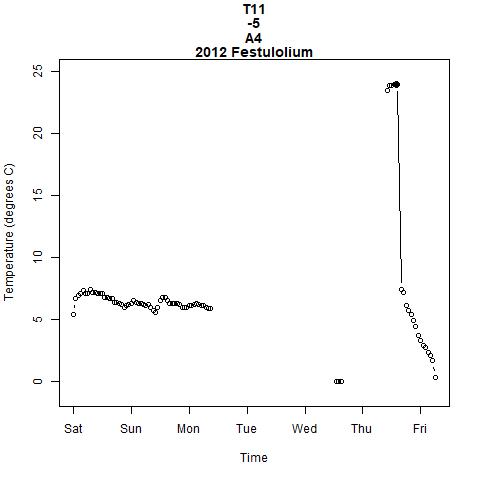 T11
-5
A4
2012 Festulolium
Temperature (degrees C)
25
20
15
10
5
0
Sat Sun Mon Tue Wed Thu Fri
Time